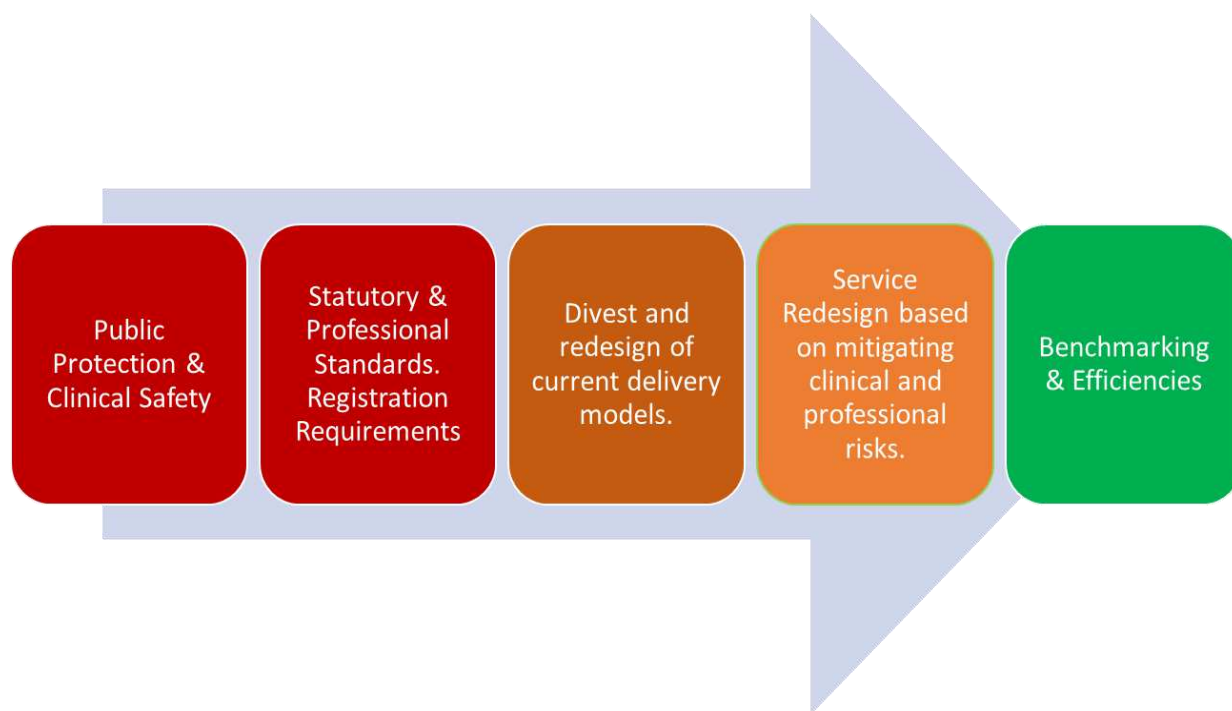 Public
Protection &
Clinical Safety
Statutory &
Professional
Standards.
Registration
Requirements
Divest and
redesign of
current delivery
models.
Service
Redesign based
on mitigating
clinical and
professional
risks.
Benchmarking
& Efficiencies